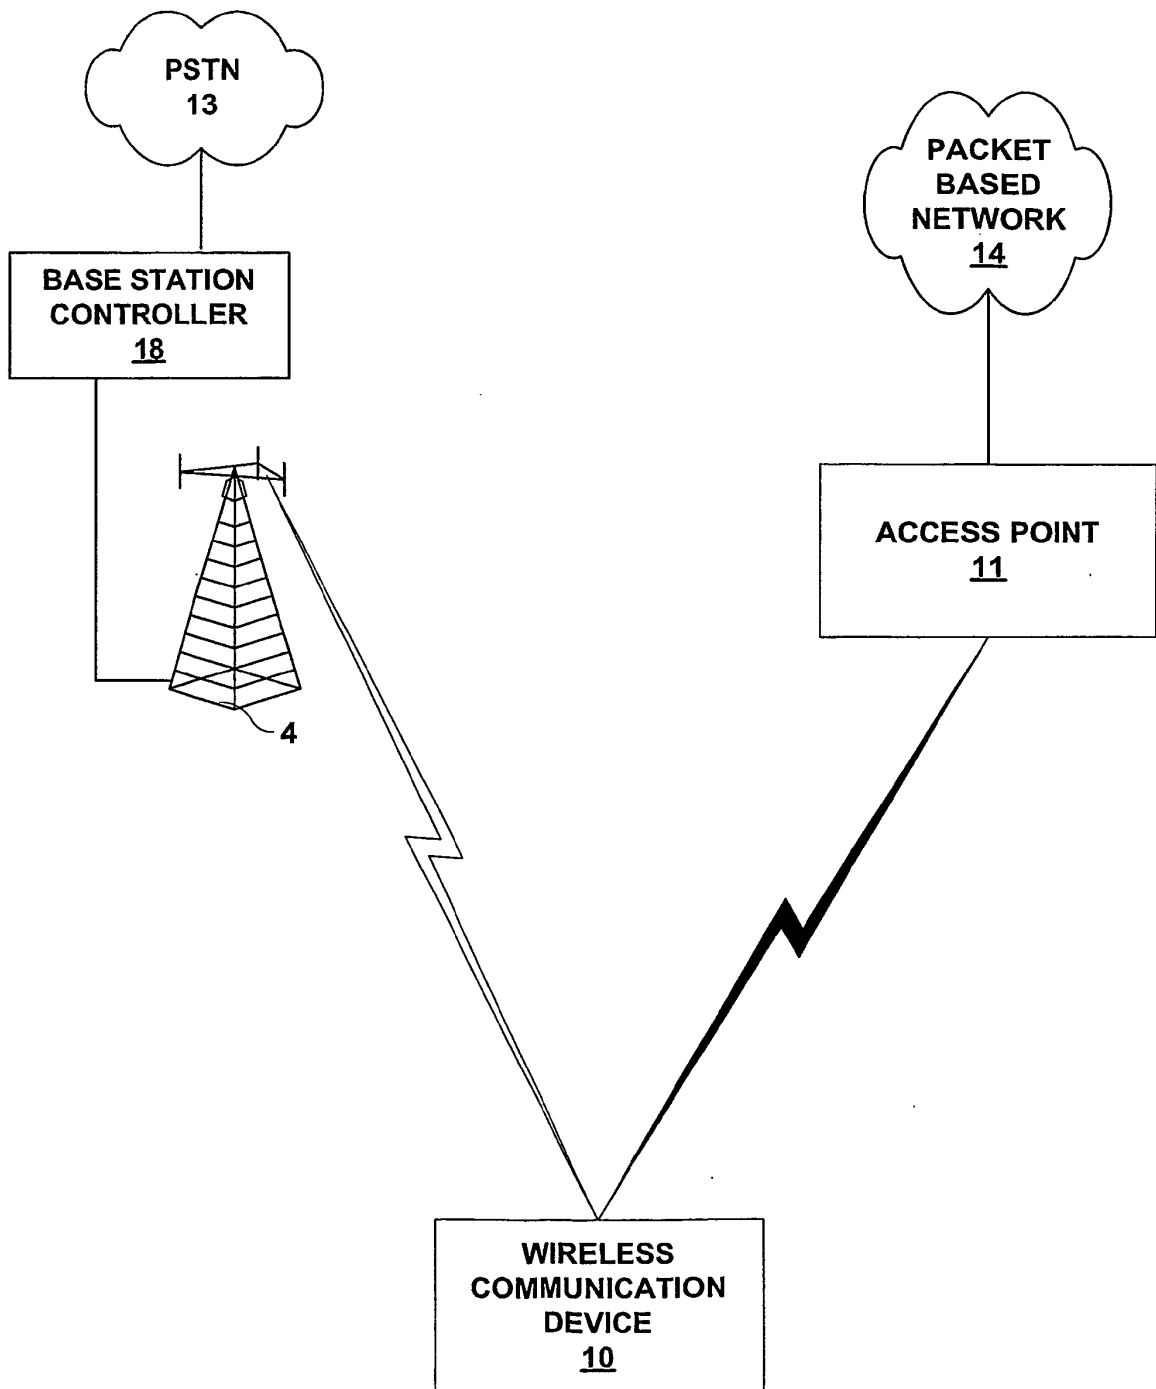 PSTN
13
PACKET
BASED
NETWORK
14
BASE STATION
CONTROLLER
18
ACCESS POINT
11
4
WIRELESS
COMMUNICATION
DEVICE
10